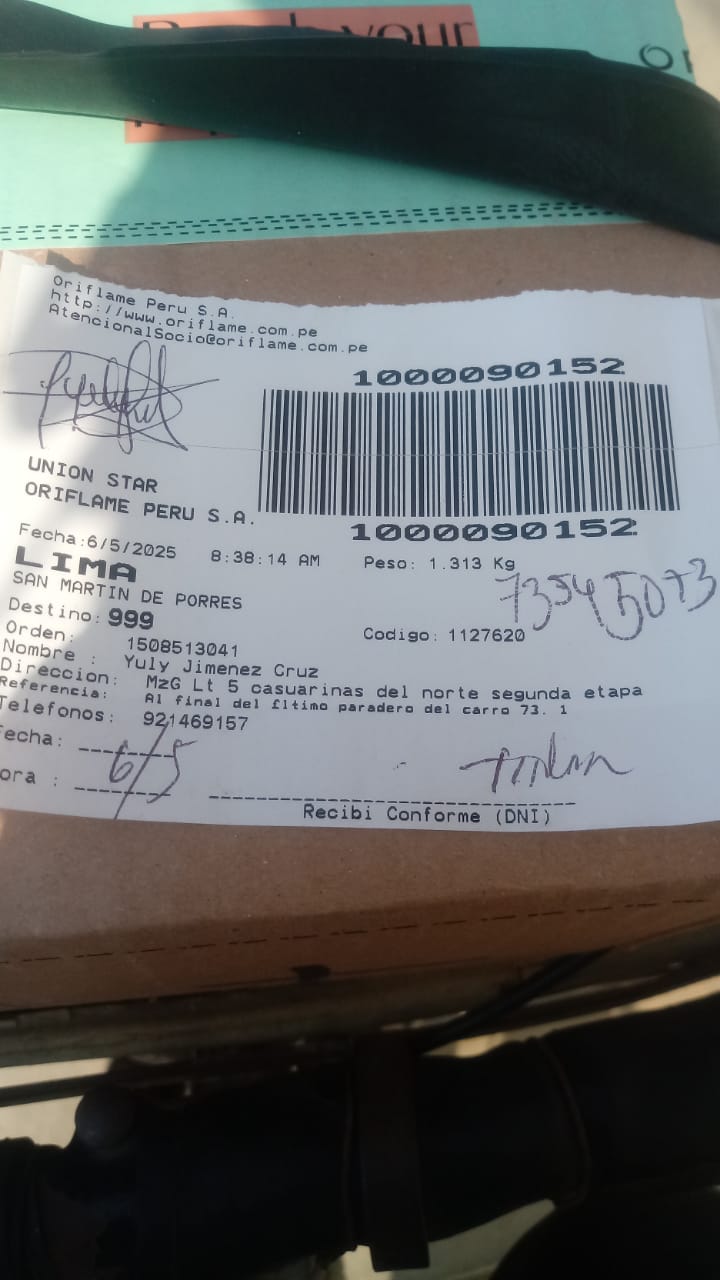 your
Oriflame Peru S.A.
http://www.oriflame.com.pe
AtencionalSocio@oriflame.com.pe
1000090152
1000090152
UNION STAR
ORIFLAME PERU S.A.
Fecha:6/5/2025 8:38:14 AM Peso: 1.313 Kg
LIMA
SAN MARTIN DE PORRES
Destino: 999
Codigo: 1127620
Orden: 1508513041
Nombre : Yuly Jimenez Cruz
Direccion: MzG Lt 5 casuarinas del norte segunda etapa
Referencia: Al final del £ltimo paradero del carro 73. 1
Telefonos: 921469157
echa: 6/5
ora :
Recibi Conforme (DNI)